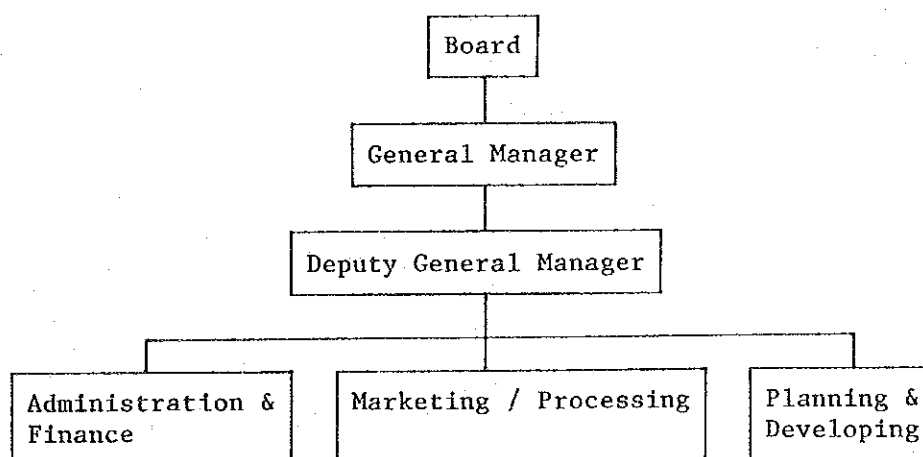 Board
General Manager
Deputy General Manager
Administration &
Finance
Marketing / Processing
Planning &
Developing